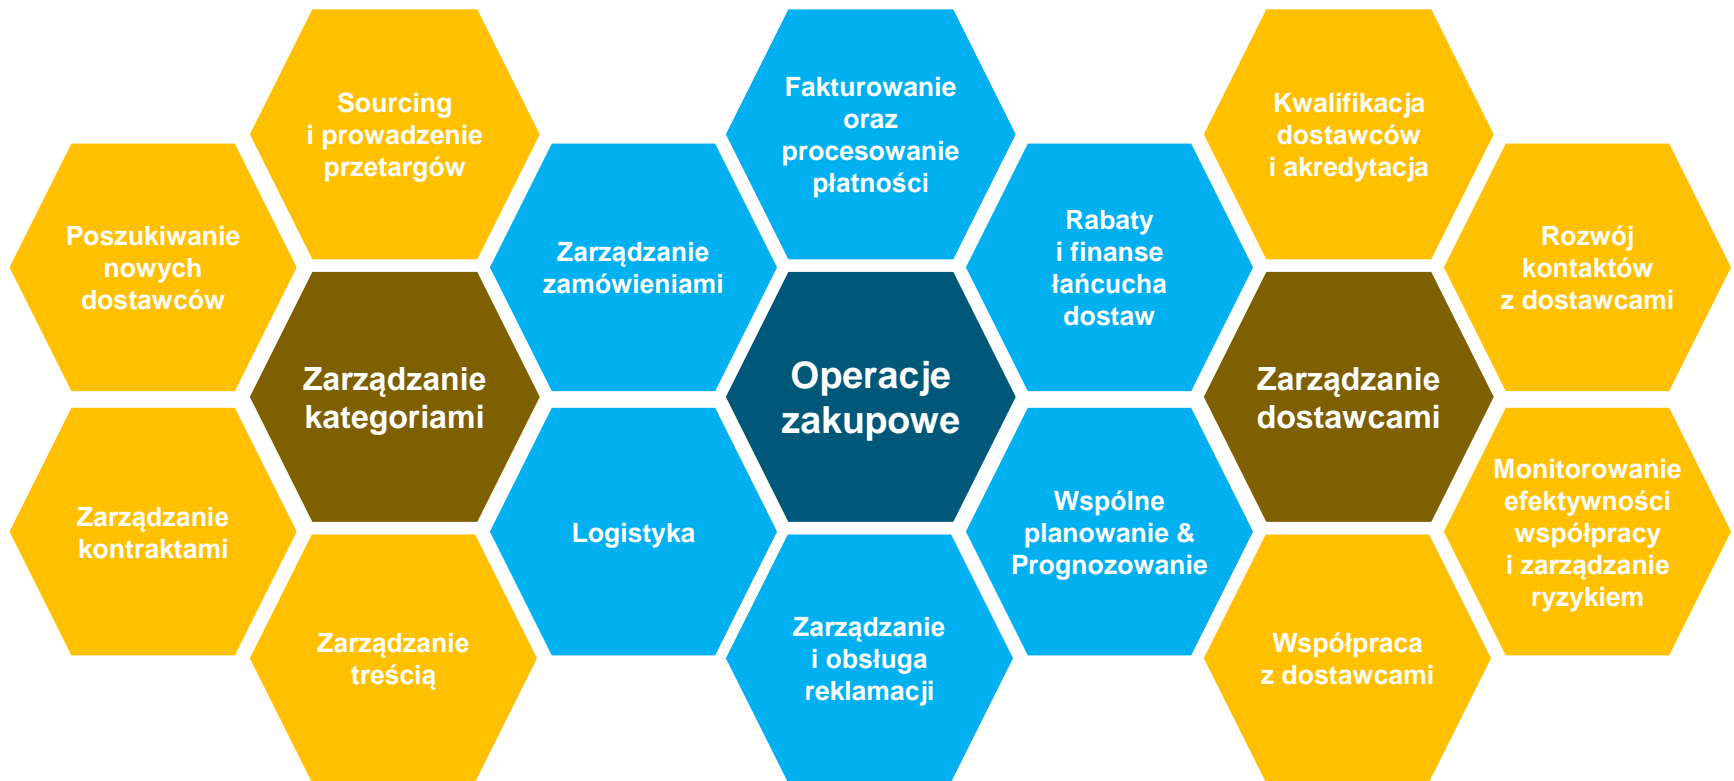 Sourcing
i prowadzenie
przetargów
Fakturowanie
oraz
procesowanie
płatności
Kwalifikacja
dostawców
i akredytacja
Poszukiwanie
nowych
dostawców
Zarządzanie
zamówieniami
Rabaty
i finanse
łańcucha
dostaw
Rozwój
kontaktów
z dostawcami
Zarządzanie
kategoriami
Operacje
zakupowe
Zarządzanie
dostawcami
Zarządzanie
kontraktami
Logistyka
Wspólne
planowanie &
Prognozowanie
Monitorowanie
efektywności
współpracy
i zarządzanie
ryzykiem
Zarządzanie
treścią
Zarządzanie
i obsługa
reklamacji
Współpraca
z dostawcami